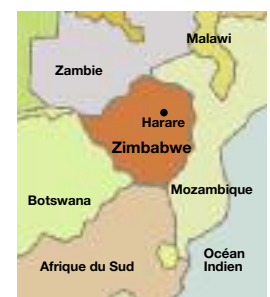 Malawi
Zambie
Harare
Zimbabwe
Mozambique
Botswana
Océan
Indien
Afrique du Sud